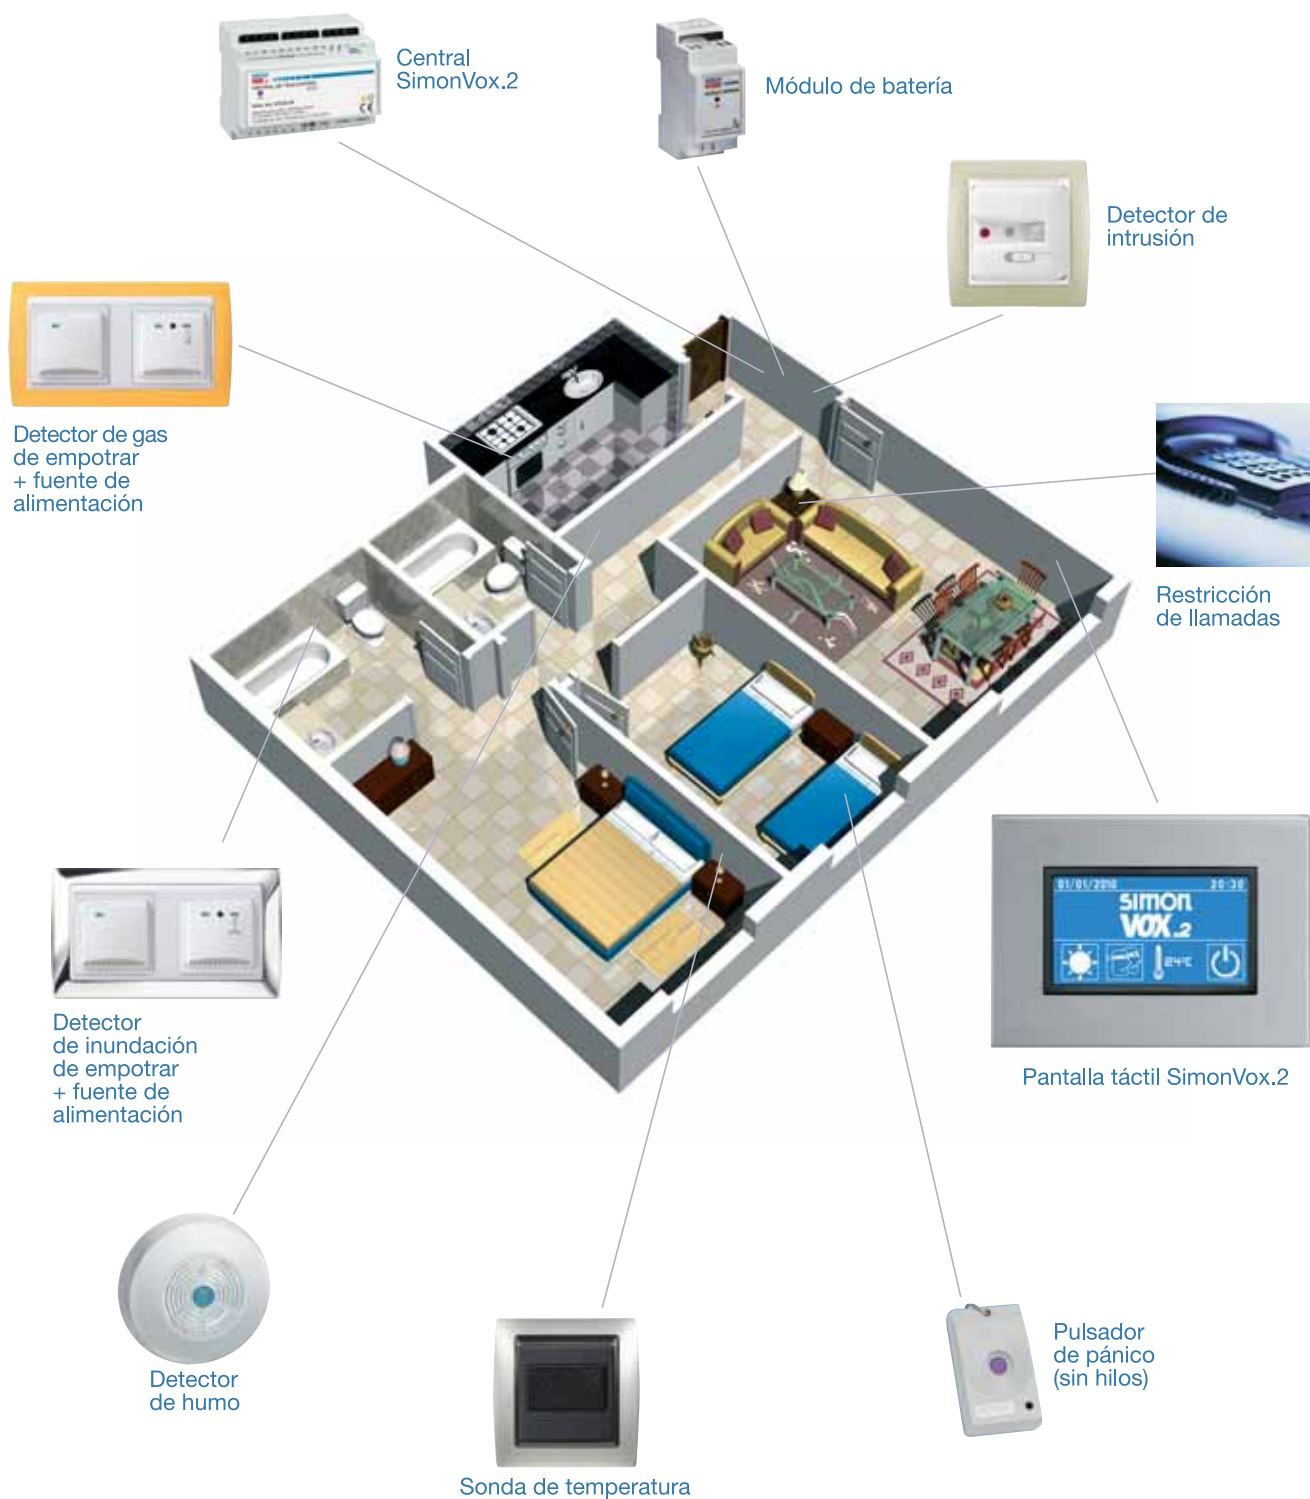 Central
SimonVox.2
Módulo de batería
Detector de
intrusión
Detector de gas
de empotrar
+ fuente de
alimentación
Restricción
de llamadas
01/01/2010 20:30
simon
VOX.2
24ºC
Pantalla táctil SimonVox.2
Detector
de inundación
de empotrar
+ fuente de
alimentación
Detector
de humo
Pulsador
de pánico
(sin hilos)
Sonda de temperatura